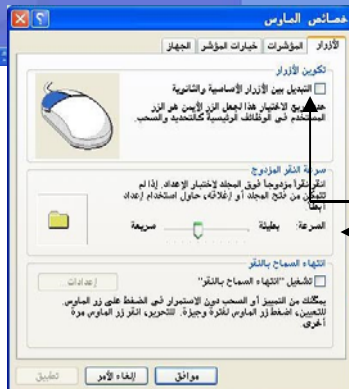 خصائص الماوس
الأزرار المؤشرات خيارات المؤشر الجهاز
تكوين الأزرار
التبديل بين الأزرار الأساسية والثانوية
الاختيار هذا لجعل الزر الأيمن هو الزر
المستخدم في الوظائف الرئيسية كالتحديد والسحب.
سرعة النقر المزدوج
انقر نقراً مزدوجاً فوق المجلد لاختبار الإعداد. إذا لم
تتمكن من فتح المجلد أو إغلاقه، حاول استخدام إعداد
أبطأ
السرعة: بطيئة سريعة
انتهاء السماح بالنقر
تشغيل "انتهاء السماح بالنقر" إعدادات...
يمكنك من التمييز أو السحب دون الاستمرار في الضغط على زر الماوس.
للتعيين، اضغط زر الماوس لفترة وجيزة. للتحرير، انقر زر الماوس مرة
أخرى.
موافق إلغاء الأمر تطبيق